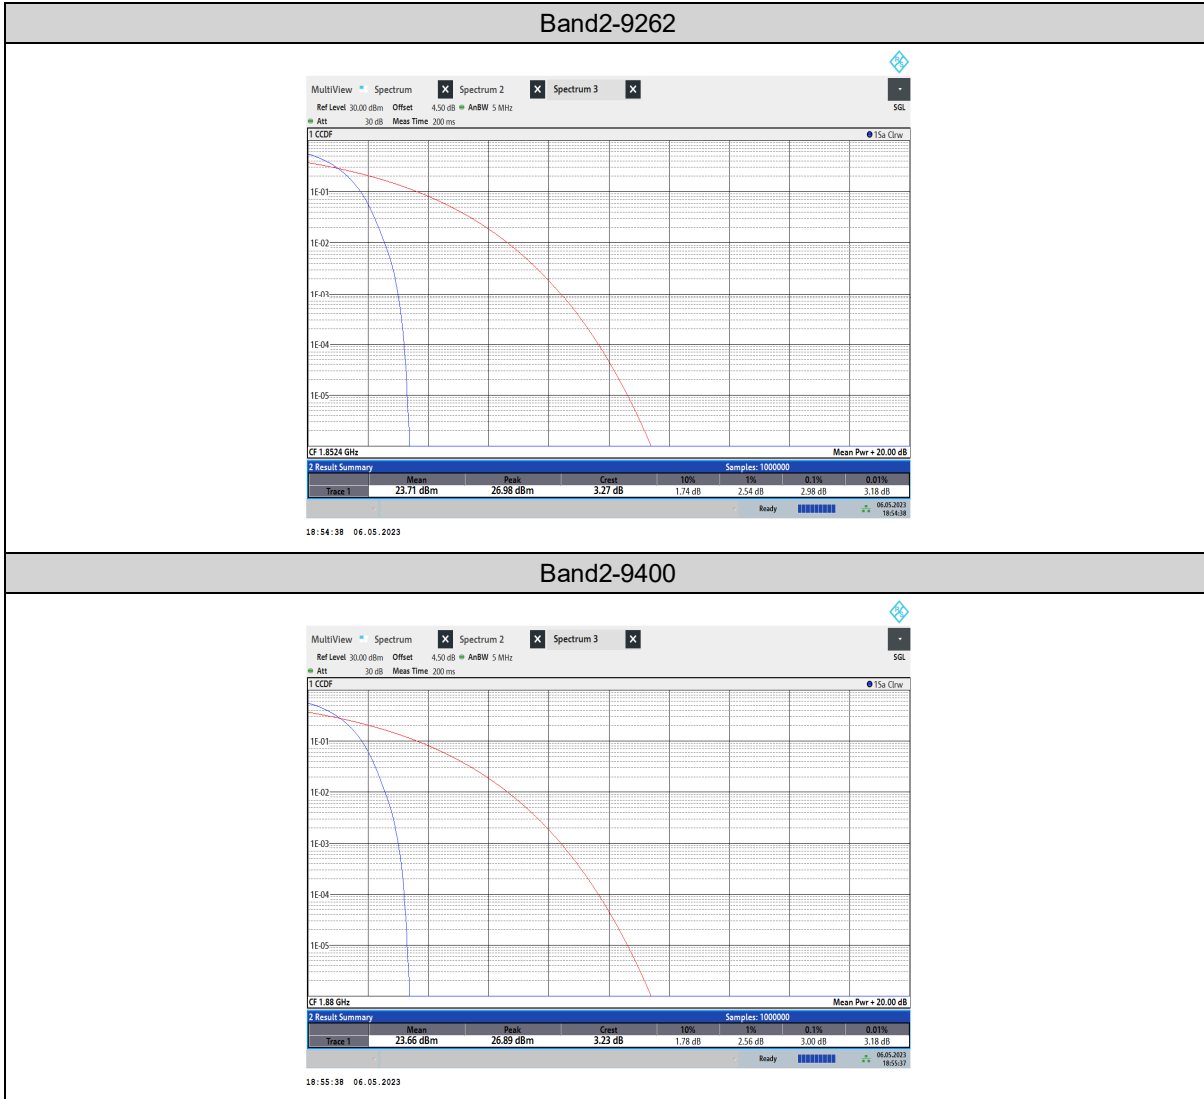 Band2-9262
MultiView Spectrum X Spectrum 2 X Spectrum 3 X
Ref Level 30.00 dBm Offset 4.50 dB AnBW 5 MHz SGL
Att 30 dB Meas Time 200 ms
1 CCDF 1Sa Clrw
1E-01
1E-02
1E-03
1E-04
1E-05
CF 1.8524 GHz Mean Pwr + 20.00 dB
2 Result Summary Samples: 1000000
Mean Peak Crest 10% 1% 0.1% 0.01%
Trace 1 23.71 dBm 26.98 dBm 3.27 dB 1.74 dB 2.54 dB 2.98 dB 3.18 dB
Ready 06.05.2023
18:54:38
18:54:38 06.05.2023
Band2-9400
MultiView Spectrum X Spectrum 2 X Spectrum 3 X
Ref Level 30.00 dBm Offset 4.50 dB AnBW 5 MHz SGL
Att 30 dB Meas Time 200 ms
1 CCDF 1Sa Clrw
1E-01
1E-02
1E-03
1E-04
1E-05
CF 1.88 GHz Mean Pwr + 20.00 dB
2 Result Summary Samples: 1000000
Mean Peak Crest 10% 1% 0.1% 0.01%
Trace 1 23.66 dBm 26.89 dBm 3.23 dB 1.78 dB 2.56 dB 3.00 dB 3.18 dB
Ready 06.05.2023
18:55:37
18:55:38 06.05.2023